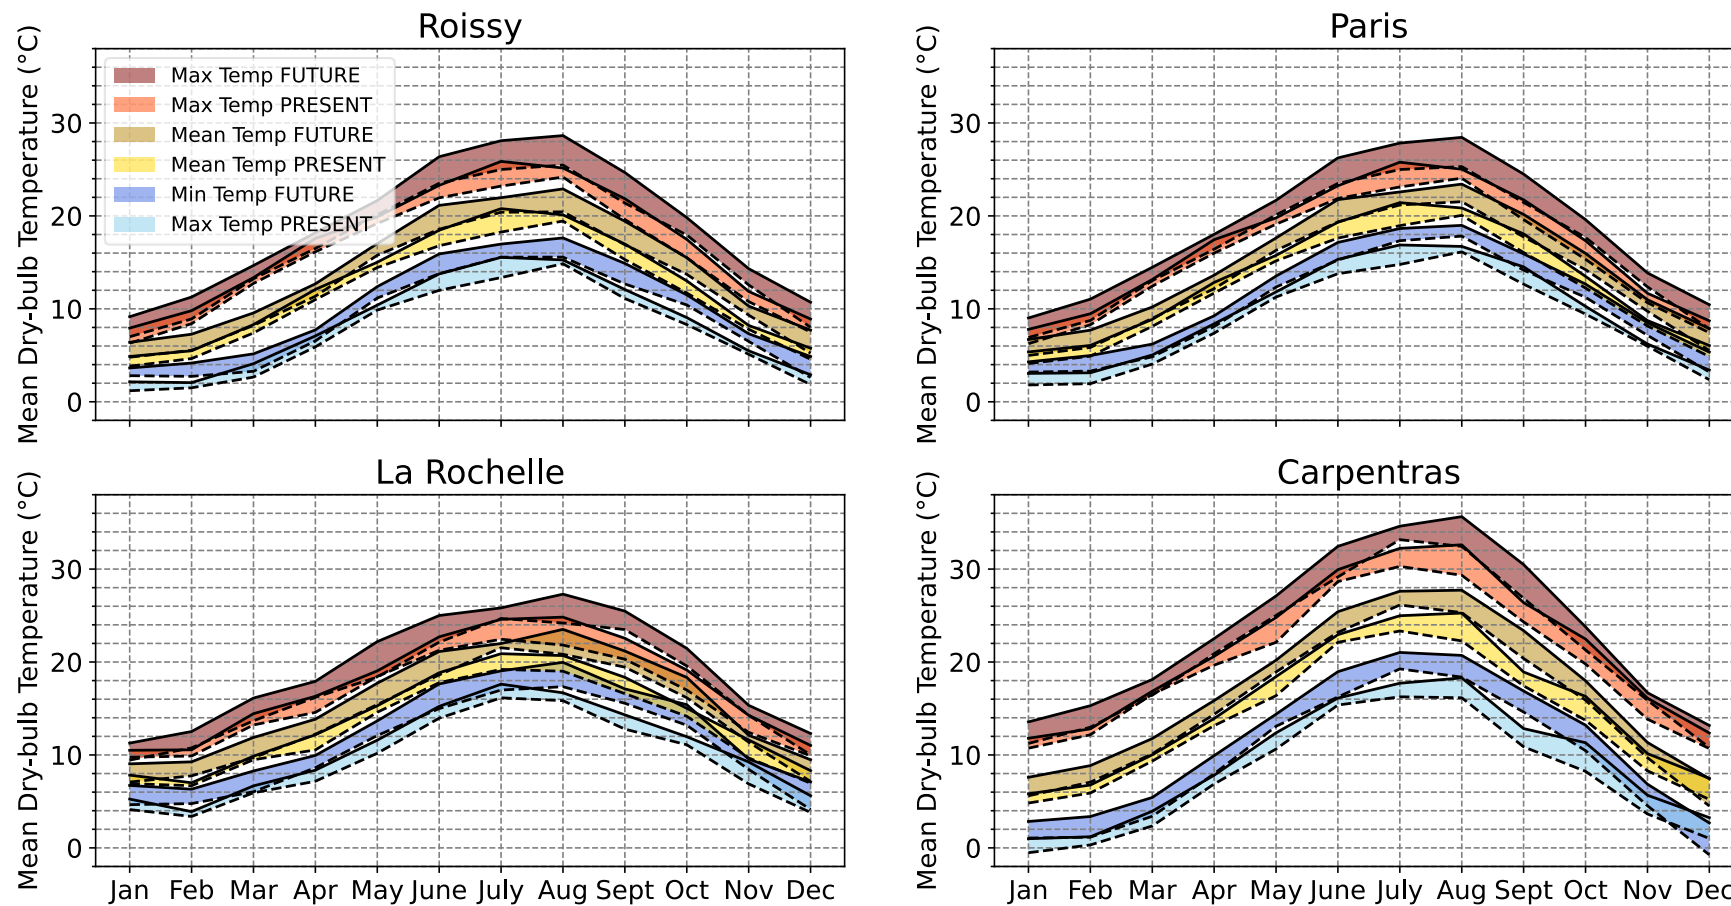 Roissy
Mean Dry-bulb Temperature (°C)
30
20
10
0
Max Temp FUTURE
Max Temp PRESENT
Mean Temp FUTURE
Mean Temp PRESENT
Min Temp FUTURE
Max Temp PRESENT
Paris
Mean Dry-bulb Temperature (°C)
30
20
10
0
La Rochelle
Mean Dry-bulb Temperature (°C)
30
20
10
0
Jan Feb Mar Apr May June July Aug Sept Oct Nov Dec
Carpentras
Mean Dry-bulb Temperature (°C)
30
20
10
0
Jan Feb Mar Apr May June July Aug Sept Oct Nov Dec